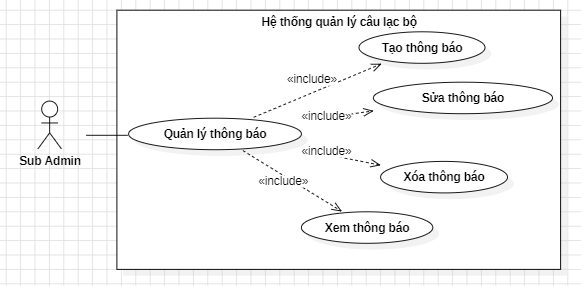 Hệ thống quản lý câu lạc bộ
Tạo thông báo
«include»
Sửa thông báo
«include»
Quản lý thông báo
«include»
Sub Admin
Xóa thông báo
«include»
Xem thông báo